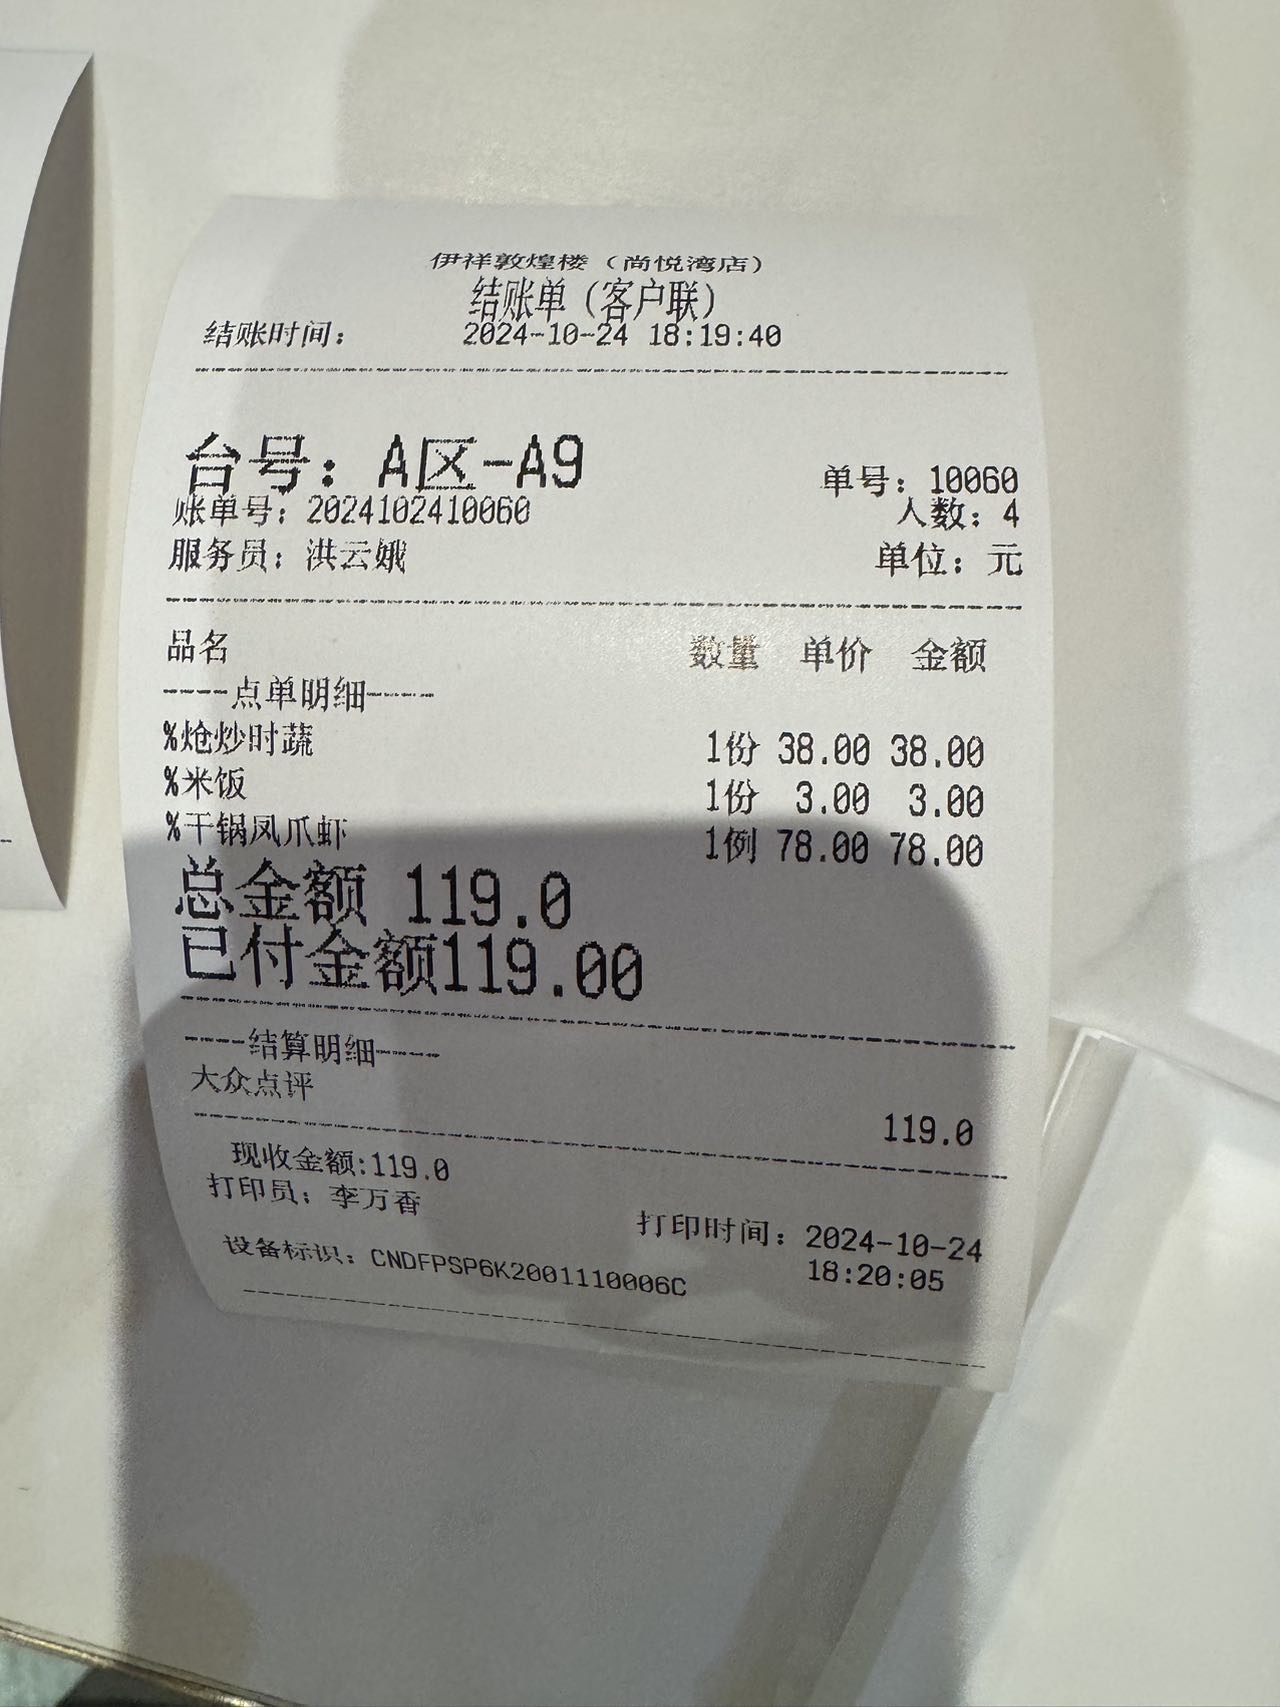 伊祥敦煌楼（尚悦湾店）
结账单（客户联）
结账时间： 2024-10-24 18:19:40
台号：A区-A9 单号：10060
账单号：2024102410060 人数：4
服务员：洪云娥 单位：元
品名 数量 单价 金额
----点单明细----
%炝炒时蔬 1份 38.00 38.00
%米饭 1份 3.00 3.00
%干锅凤爪虾 1例 78.00 78.00
总金额 119.0
已付金额119.00
----结算明细----
大众点评 119.0
现收金额:119.0
打印员：李万香 打印时间：2024-10-24
18:20:05
设备标识：CNDFPSP6K2001110006C